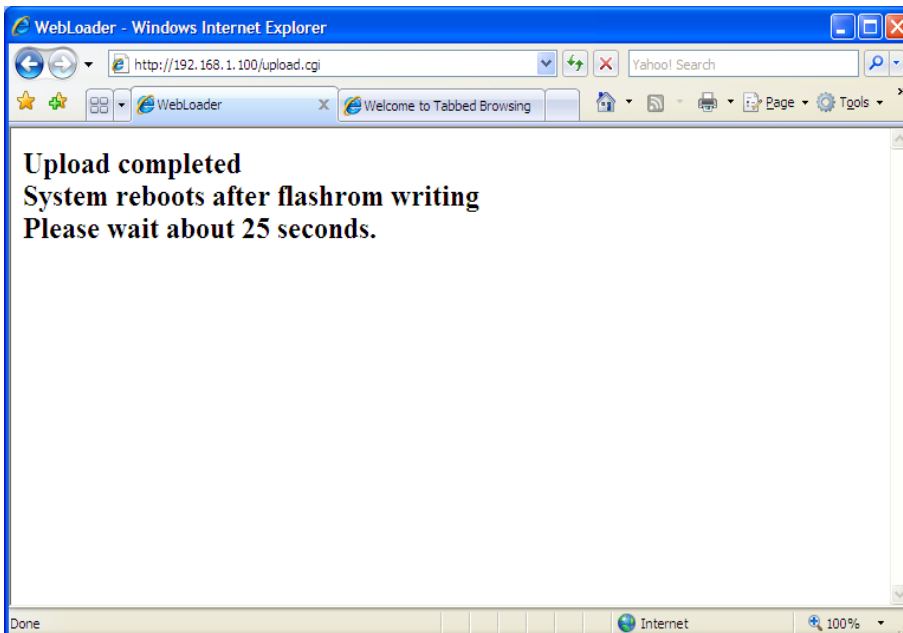 WebLoader - Windows Internet Explorer
http://192.168.1.100/upload.cgi
Yahoo! Search
WebLoader
Welcome to Tabbed Browsing
Page
Tools
Upload completed
System reboots after flashrom writing
Please wait about 25 seconds.
Done
Internet
100%